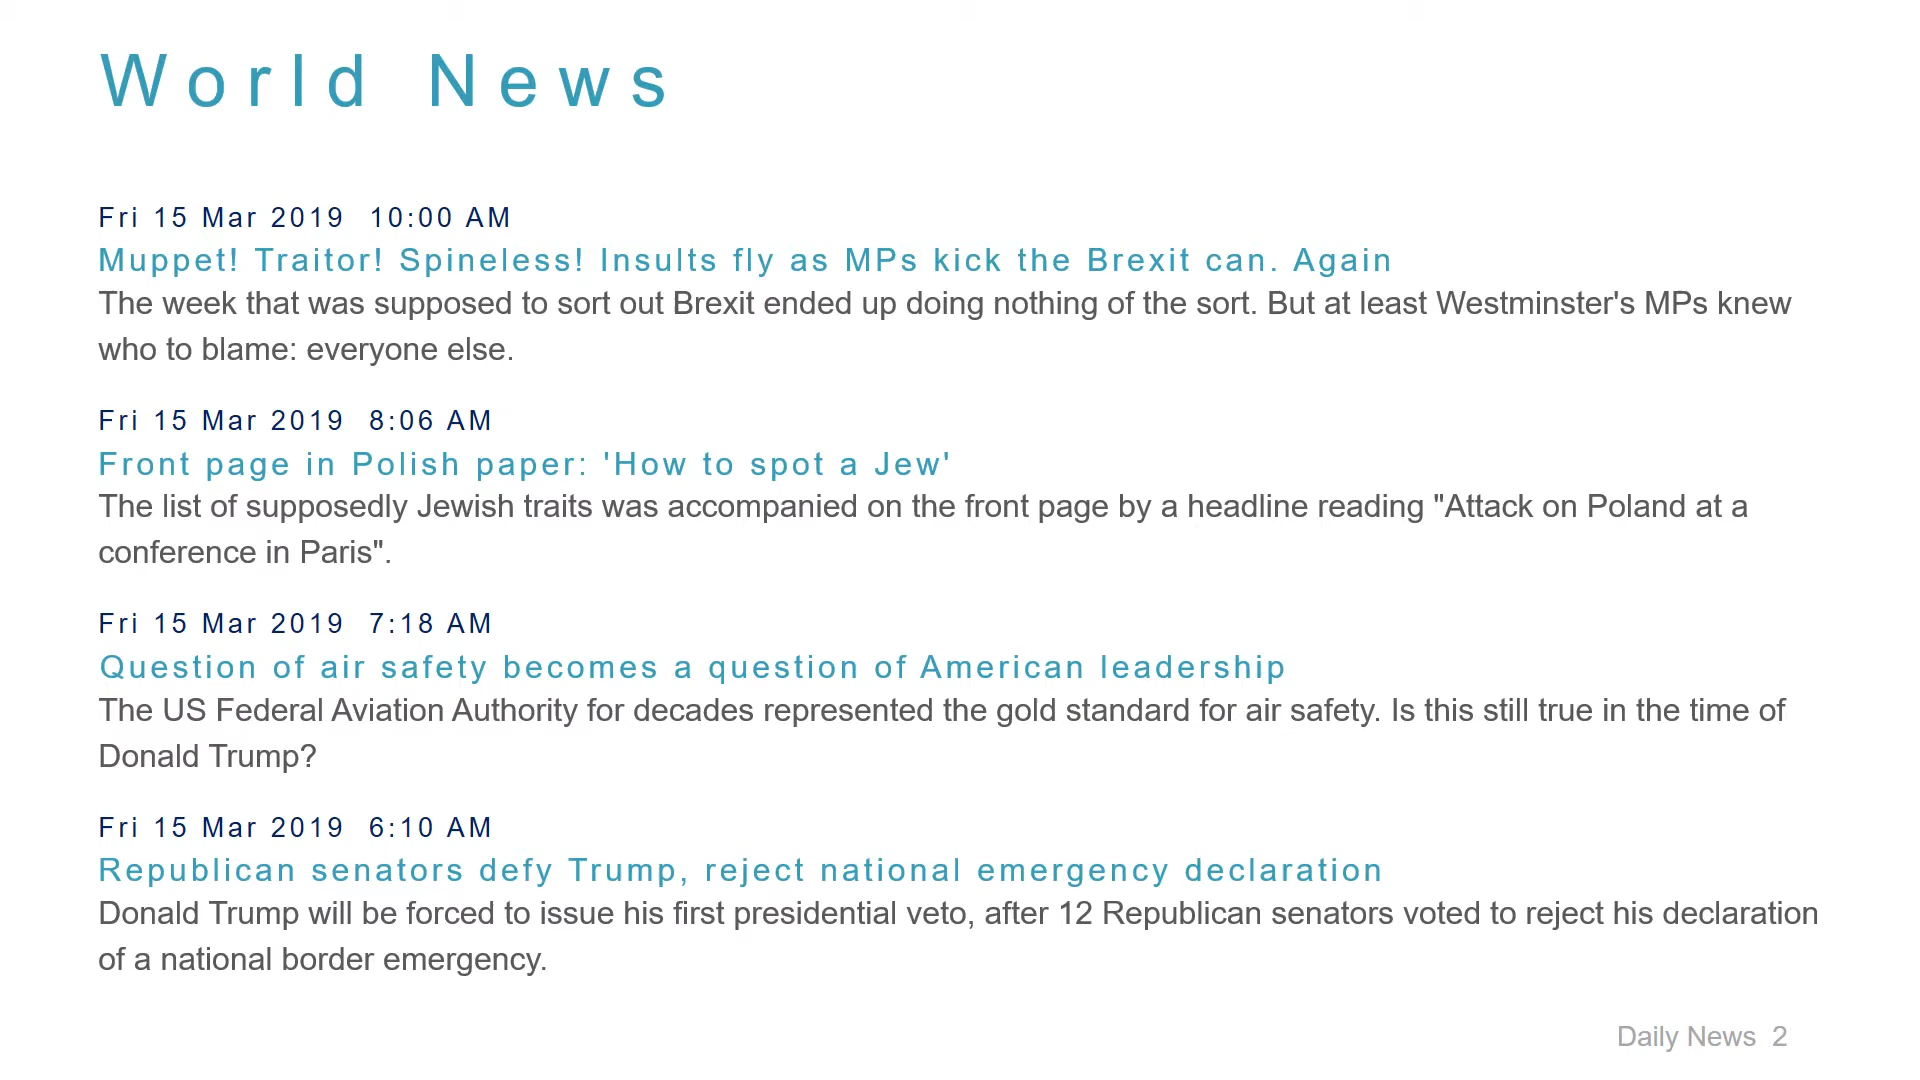 World News
Fri 15 Mar 2019  10:00 AM
Muppet! Traitor! Spineless! Insults fly as MPs kick the Brexit can. Again
The week that was supposed to sort out Brexit ended up doing nothing of the sort. But at least Westminster's MPs knew
who to blame: everyone else.
Fri 15 Mar 2019  8:06 AM
Front page in Polish paper: 'How to spot a Jew'
The list of supposedly Jewish traits was accompanied on the front page by a headline reading "Attack on Poland at a
conference in Paris".
Fri 15 Mar 2019  7:18 AM
Question of air safety becomes a question of American leadership
The US Federal Aviation Authority for decades represented the gold standard for air safety. Is this still true in the time of
Donald Trump?
Fri 15 Mar 2019  6:10 AM
Republican senators defy Trump, reject national emergency declaration
Donald Trump will be forced to issue his first presidential veto, after 12 Republican senators voted to reject his declaration
of a national border emergency.
Daily News  2